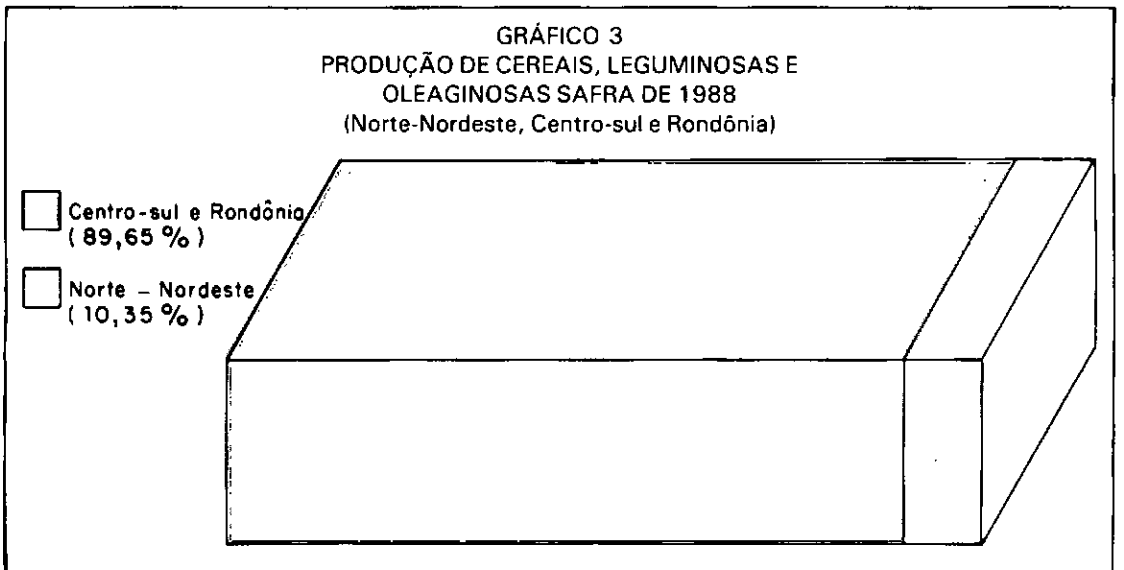 GRÁFICO 3
PRODUÇÃO DE CEREAIS, LEGUMINOSAS E
OLEAGINOSAS SAFRA DE 1988
(Norte-Nordeste, Centro-sul e Rondônia)
Centro-sul e Rondônia
(89,65 %)
Norte – Nordeste
(10,35 %)